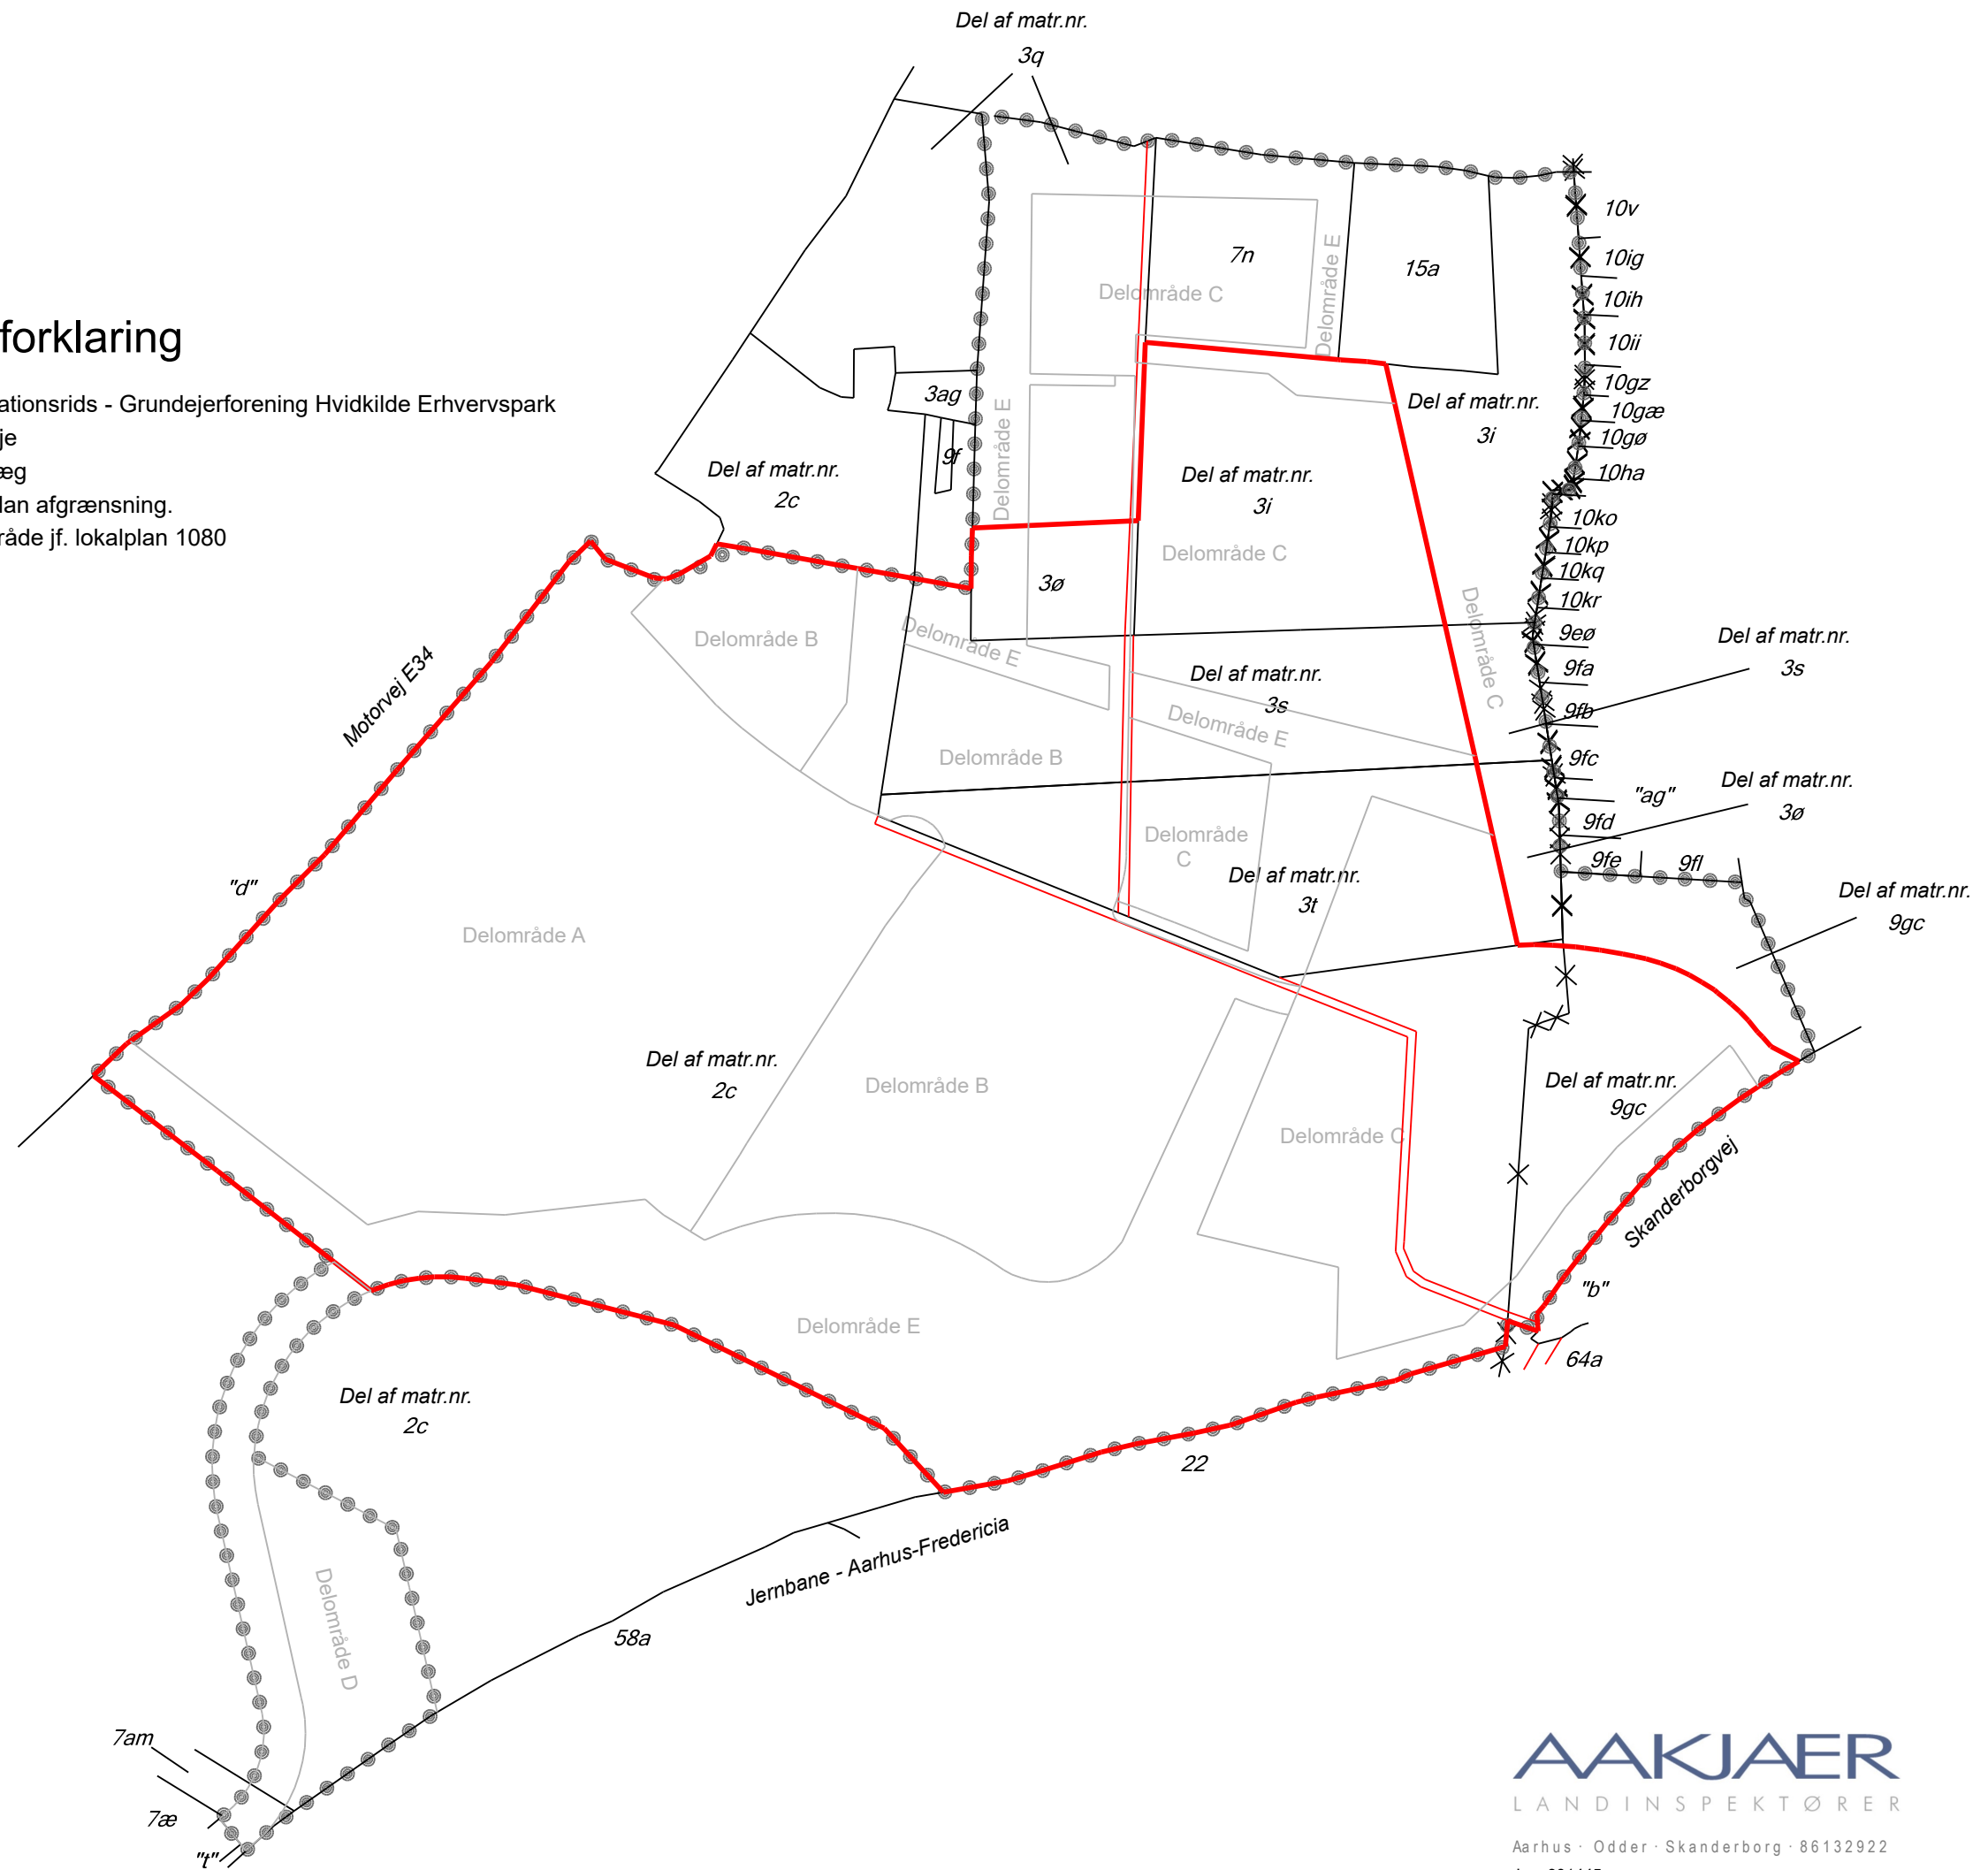 Del af matr.nr.
3q
10v
7n
15a
10ig
Delområde E
Delområde C
10ih
forklaring
10ii
10gz
3ag
Del af matr.nr.
3i
10gæ
ationsrids - Grundejerforening Hvidkilde Erhvervspark
je
10gø
Delområde E
9f
Del af matr.nr.
2c
Del af matr.nr.
3i
10ha
æg
lan afgrænsning.
10ko
råde jf. lokalplan 1080
10kp
Delområde C
10kq
3ø
10kr
Delområde B
Delområde E
Delområde C
9eø
Del af matr.nr.
3s
9fa
Motorvej E34
Del af matr.nr.
3s
9fb
Delområde E
Delområde B
9fc
"ag"
Del af matr.nr.
3ø
9fd
Delområde
C
9fe
9fl
"d"
Del af matr.nr.
3t
Del af matr.nr.
9gc
Delområde A
Del af matr.nr.
2c
Delområde B
Del af matr.nr.
9gc
Delområde C
Skanderborgvej
"b"
Delområde E
64a
Del af matr.nr.
2c
22
Jernbane - Aarhus-Fredericia
Delområde D
58a
7am
7æ
"t"
AAKJAER
LANDINSPEKTØRER
Aarhus · Odder · Skanderborg · 86132922